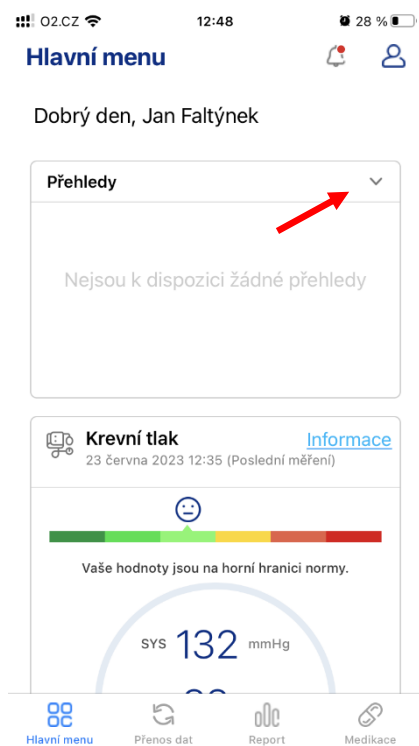 O2.CZ 12:48 28 %
Hlavní menu
Dobrý den, Jan Faltýnek
Přehledy
Nejsou k dispozici žádné přehledy
Krevní tlak Informace
23 června 2023 12:35 (Poslední měření)
Vaše hodnoty jsou na horní hranici normy.
SYS 132 mmHg
Hlavní menu Přenos dat Report Medikace